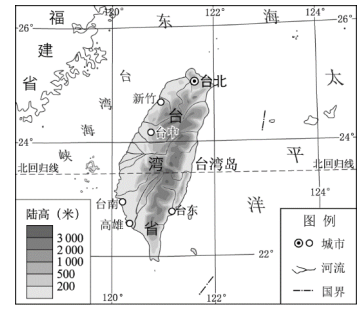 120° 122° 124°
福 东 海
26° 26°
建 台 台北 太
省 新竹
湾 台
海 台中
24° 24°
峡 湾 台湾岛 平
北回归线 北回归线
124°
台南 台东 洋
高雄 省
陆高（米）
3 000
2 000
1 000
500
200
图 例
城市
河流
国界
22°
120° 122°